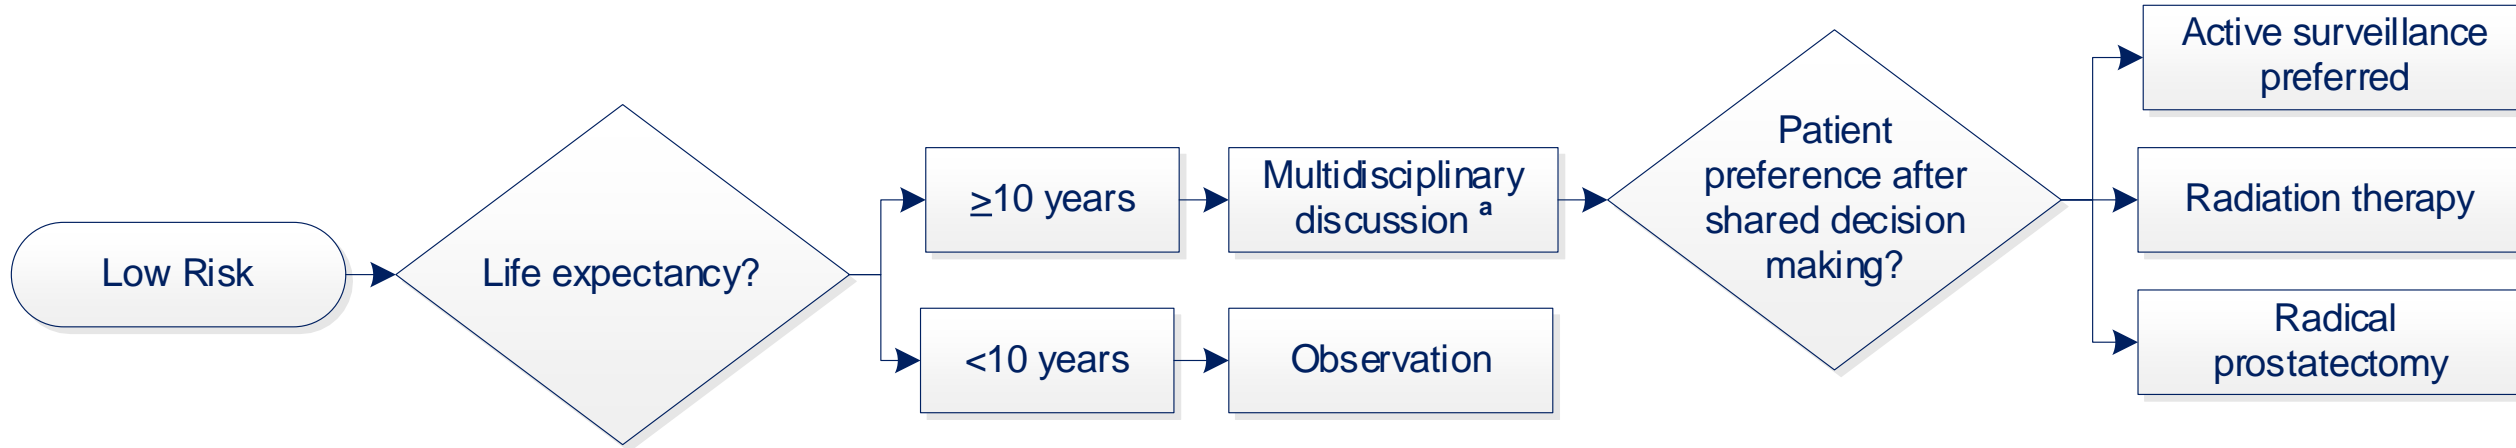 Low Risk
Life expectancy?
≥10 years
<10 years
Multidisciplinary
discussion a
Observation
Patient
preference after
shared decision
making?
Active surveillance
preferred
Radiation therapy
Radical
prostatectomy